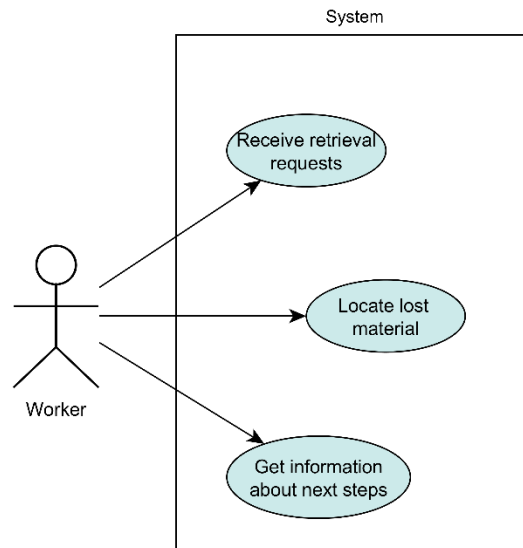 System
Receive retrieval
requests
Locate lost
material
Worker
Get information
about next steps